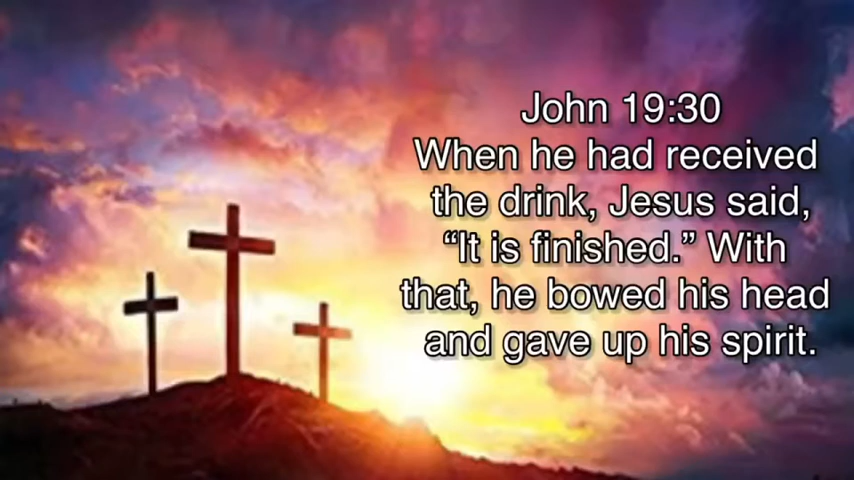 John 19:30
When he had received
the drink, Jesus said,
“It is finished.” With
that, he bowed his head
and gave up his spirit.